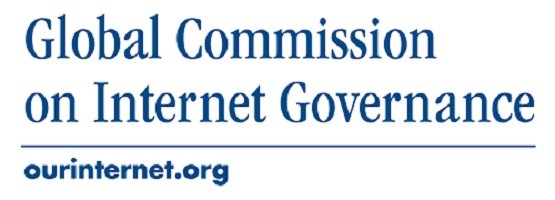 Global Commission
on Internet Governance
ourinternet.org